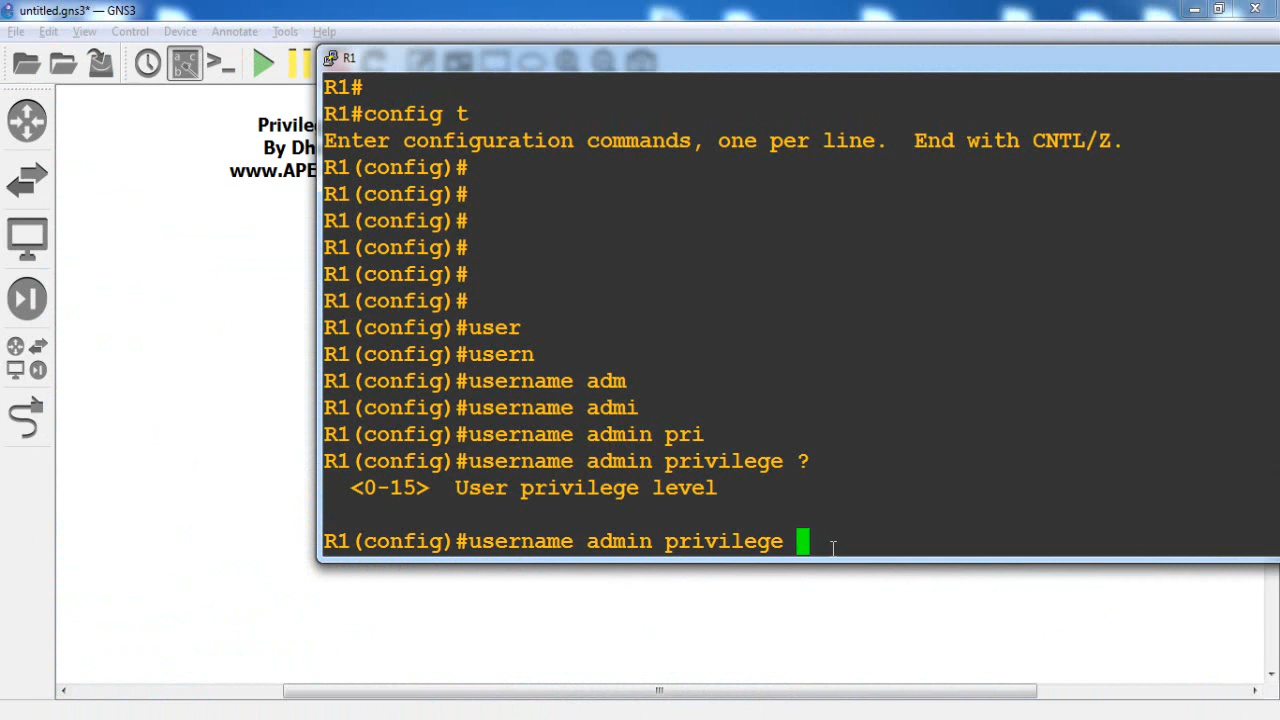 untitled.gns3* — GNS3
File Edit View Control Device Annotate Tools Help
R1
Privile
By Dh
www.APE
R1#
R1#config t
Enter configuration commands, one per line.  End with CNTL/Z.
R1(config)#
R1(config)#
R1(config)#
R1(config)#
R1(config)#
R1(config)#
R1(config)#user
R1(config)#usern
R1(config)#username adm
R1(config)#username admi
R1(config)#username admin pri
R1(config)#username admin privilege ?
<0-15>  User privilege level
R1(config)#username admin privilege